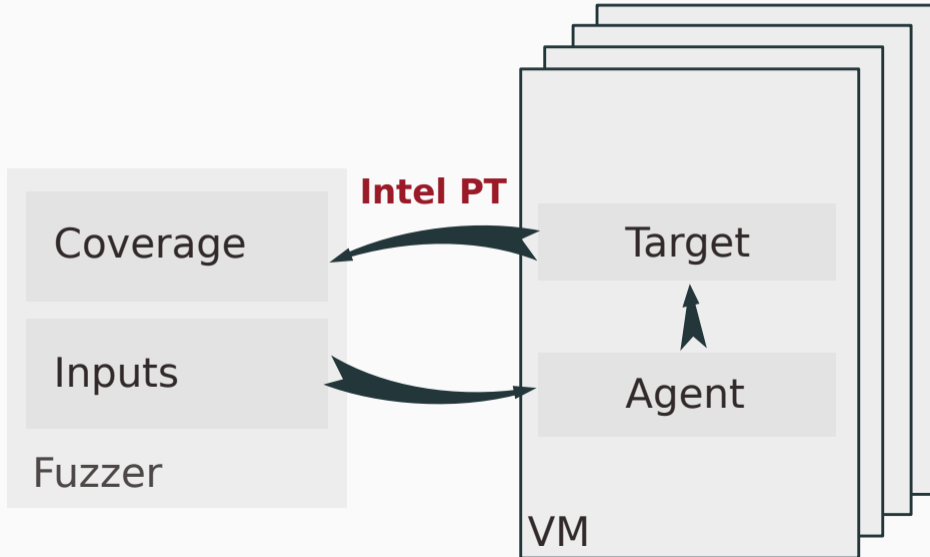 Intel PT
Coverage
Target
Inputs
Agent
Fuzzer
VM